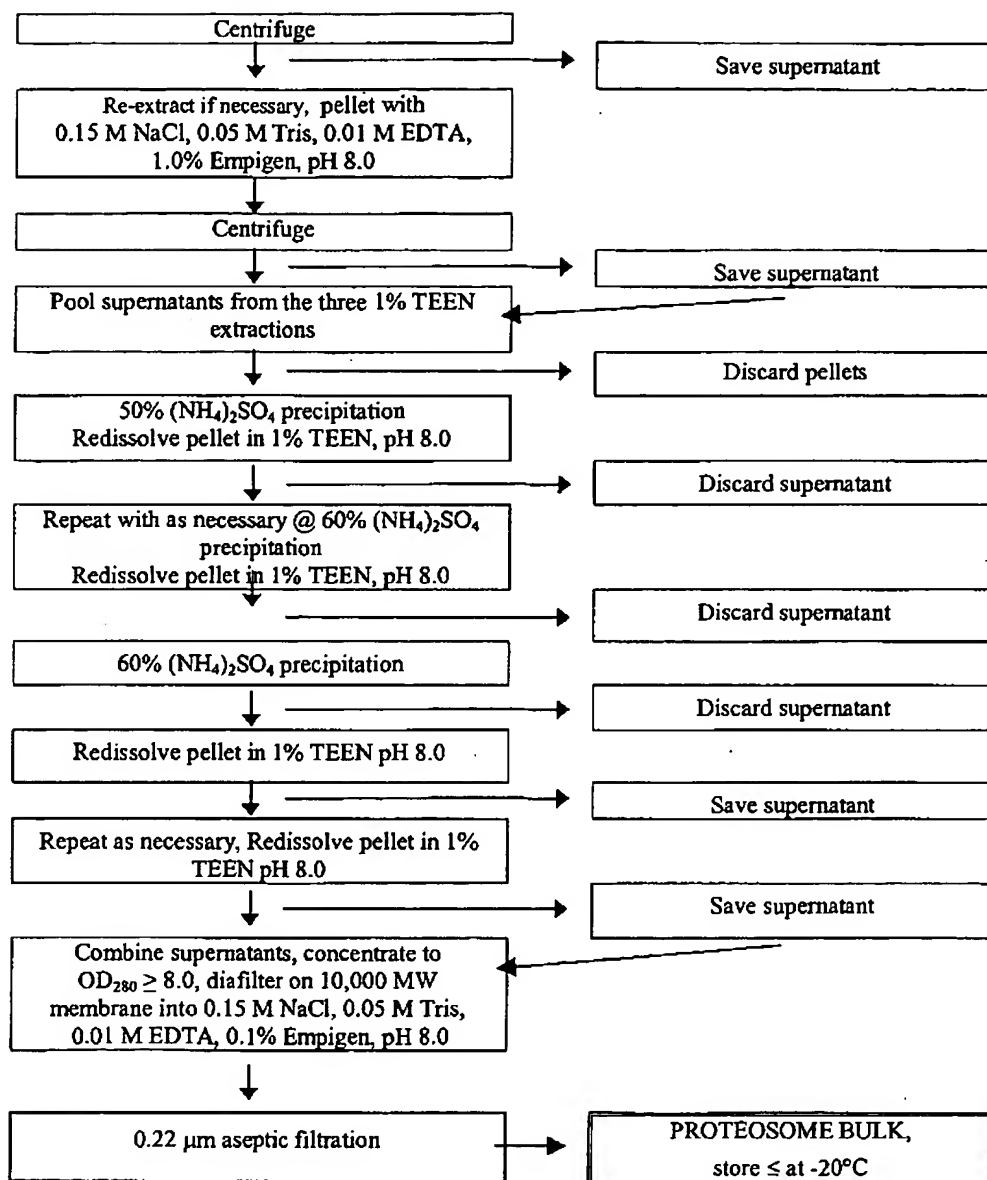 Centrifuge
Save supernatant
Re-extract if necessary, pellet with
0.15 M NaCl, 0.05 M Tris, 0.01 M EDTA,
1.0% Empigen, pH 8.0
Centrifuge
Save supernatant
Pool supernatants from the three 1% TEEN
extractions
Discard pellets
50% (NH₄)₂SO₄ precipitation
Redissolve pellet in 1% TEEN, pH 8.0
Discard supernatant
Repeat with as necessary @ 60% (NH₄)₂SO₄
precipitation
Redissolve pellet in 1% TEEN, pH 8.0
Discard supernatant
60% (NH₄)₂SO₄ precipitation
Discard supernatant
Redissolve pellet in 1% TEEN pH 8.0
Save supernatant
Repeat as necessary, Redissolve pellet in 1%
TEEN pH 8.0
Save supernatant
Combine supernatants, concentrate to
OD₂₈₀ ≥ 8.0, diafilter on 10,000 MW
membrane into 0.15 M NaCl, 0.05 M Tris,
0.01 M EDTA, 0.1% Empigen, pH 8.0
0.22 µm aseptic filtration
PROTEOSOME BULK,
store ≤ at -20°C